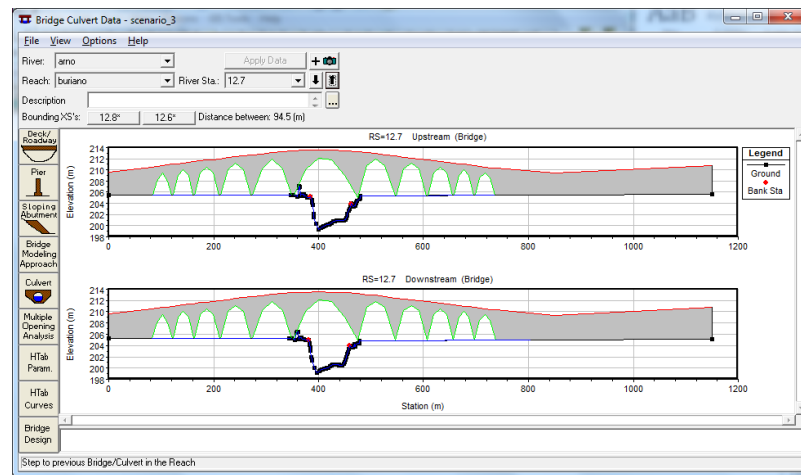 Bridge Culvert Data - scenario_3
File View Options Help
River: arno Apply Data
Reach: buriano River Sta.: 12.7
Description ...
Bounding XS's: 12.8* 12.6* Distance between: 94.5 (m)
Deck/
Roadway
Pier
Sloping
Abutment
Bridge
Modeling
Approach
Culvert
Multiple
Opening
Analysis
HTab
Param.
HTab
Curves
Bridge
Design
RS=12.7 Upstream (Bridge)
Elevation (m)
214
212
210
208
206
204
202
200
198
0 200 400 600 800 1000 1200
Legend
Ground
Bank Sta
RS=12.7 Downstream (Bridge)
Elevation (m)
214
212
210
208
206
204
202
200
198
0 200 400 600 800 1000 1200
Station (m)
Step to previous Bridge/Culvert in the Reach